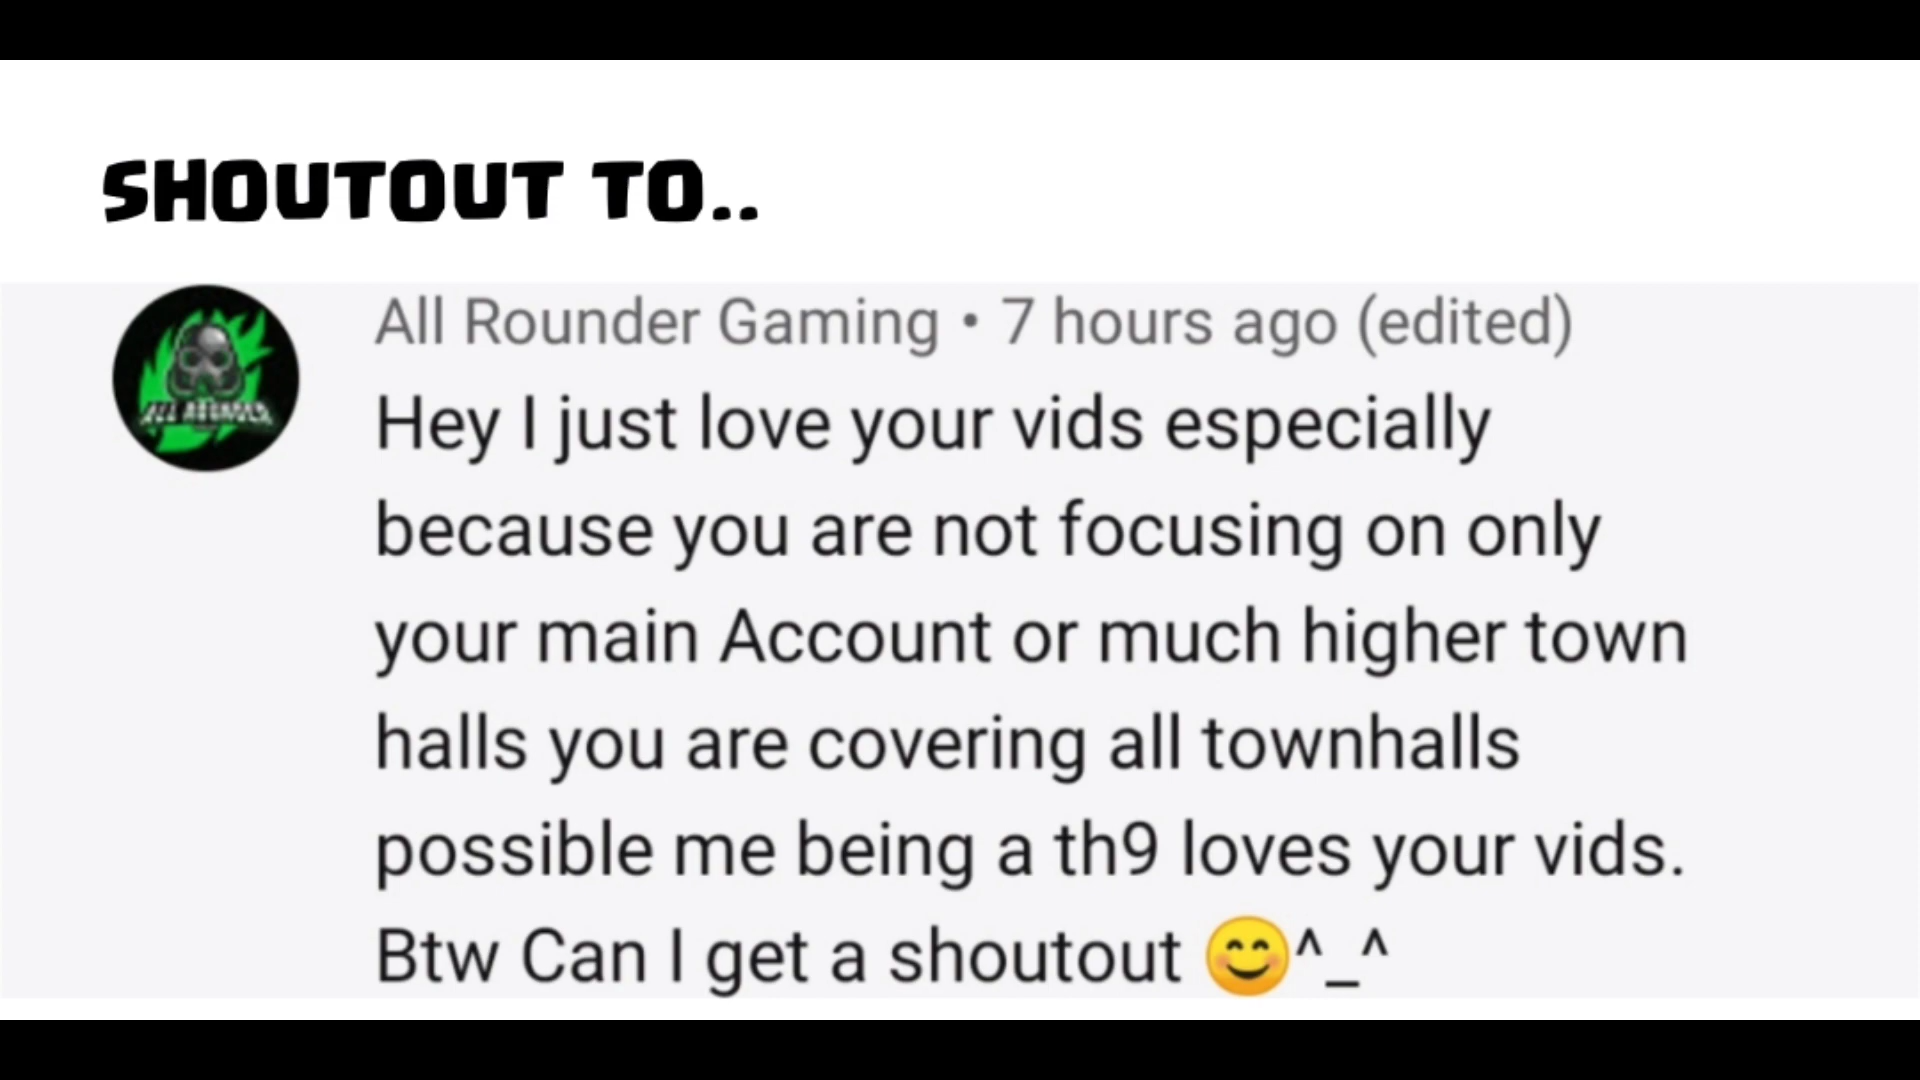 SHOUTOUT TO..
All Rounder Gaming • 7 hours ago (edited)
ALL ROUNDER
Hey I just love your vids especially
because you are not focusing on only
your main Account or much higher town
halls you are covering all townhalls
possible me being a th9 loves your vids.
Btw Can I get a shoutout 😊^_^